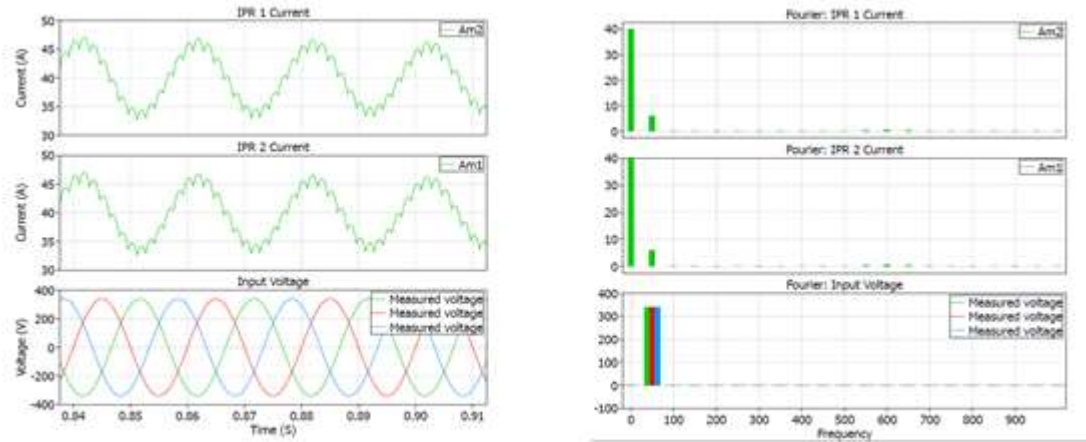 IPR 1 Current
50
45
40
35
30
Current (A)
Am2
IPR 2 Current
50
45
40
35
30
Current (A)
Am1
Input Voltage
400
200
0
-200
-400
Voltage (V)
Measured voltage
Measured voltage
Measured voltage
0.84 0.85 0.86 0.87 0.88 0.89 0.90 0.91
Time (S)
Fourier: IPR 1 Current
40
30
20
10
0
Am2
Fourier: IPR 2 Current
40
30
20
10
0
Am1
Fourier: Input Voltage
400
300
200
100
0
-100
Measured voltage
Measured voltage
Measured voltage
0 100 200 300 400 500 600 700 800 900
Frequency